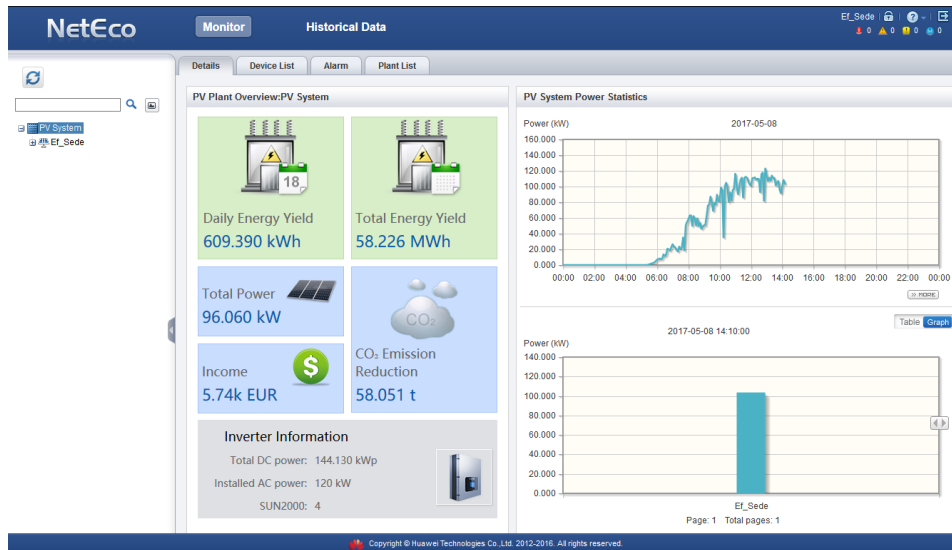 NetEco
Monitor
Historical Data
Ef_Sede
0 0 0 0
Details
Device List
Alarm
Plant List
PV System
Ef_Sede
PV Plant Overview:PV System
18
Daily Energy Yield
609.390 kWh
Total Energy Yield
58.226 MWh
Total Power
96.060 kW
CO₂
CO₂ Emission
Reduction
58.051 t
Income
$
5.74k EUR
Inverter Information
Total DC power: 144.130 kWp
Installed AC power: 120 kW
SUN2000: 4
PV System Power Statistics
Power (kW)
2017-05-08
160.000
140.000
120.000
100.000
80.000
60.000
40.000
20.000
0.000
00:00 02:00 04:00 06:00 08:00 10:00 12:00 14:00 16:00 18:00 20:00 22:00 00:00
>> MORE
Table Graph
2017-05-08 14:10:00
Power (kW)
140.000
120.000
100.000
80.000
60.000
40.000
20.000
0.000
Ef_Sede
Page: 1 Total pages: 1
Copyright © Huawei Technologies Co.,Ltd. 2012-2016. All rights reserved.